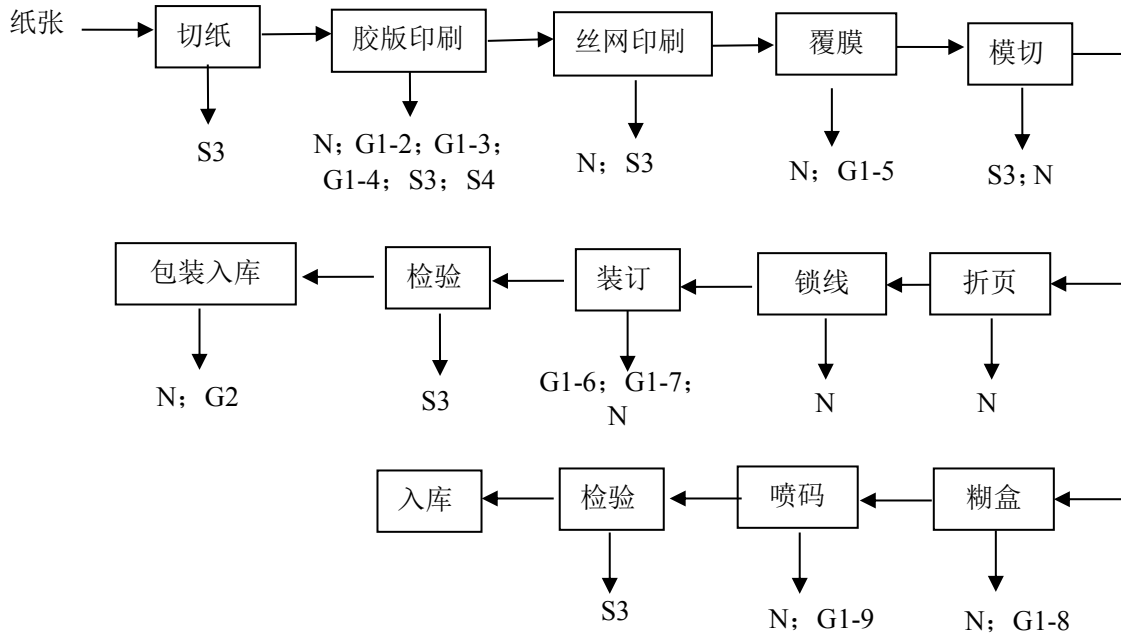 纸张
切纸
胶版印刷
丝网印刷
覆膜
模切
S3
N；G1-2；G1-3；
G1-4；S3；S4
N；S3
N；G1-5
S3; N
包装入库
检验
装订
锁线
折页
N；G2
S3
G1-6；G1-7；
N
N
N
入库
检验
喷码
糊盒
S3
N；G1-9
N；G1-8